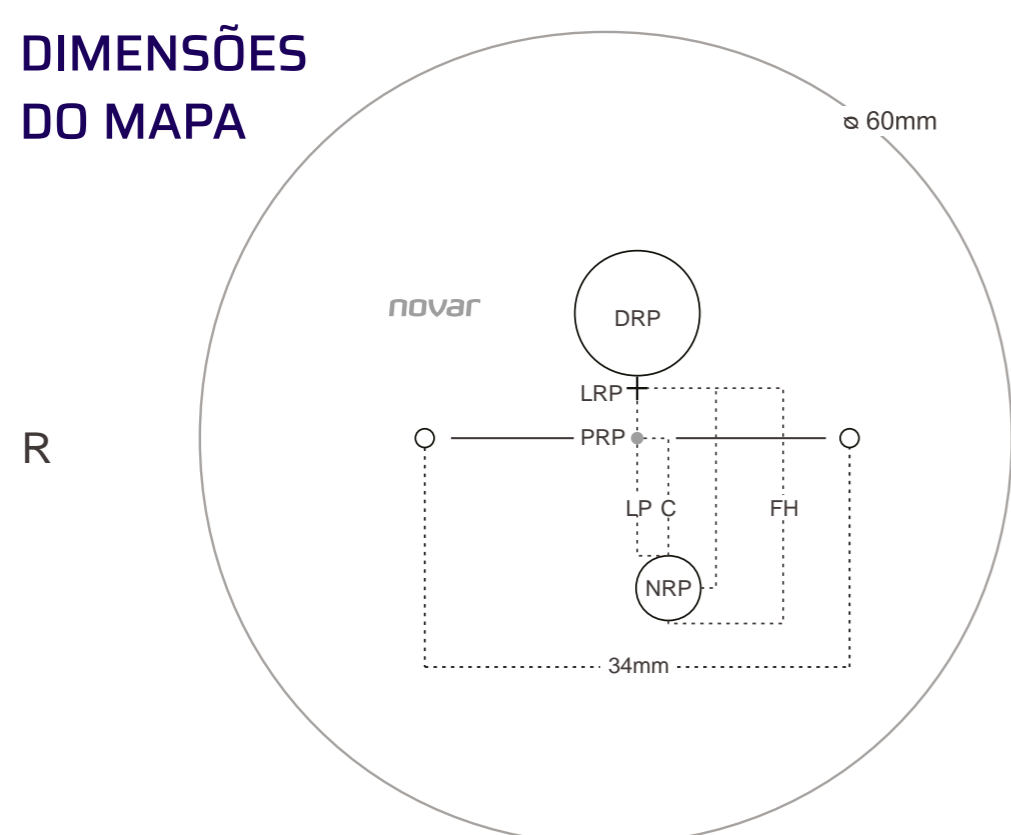 DIMENSÕES
DO MAPA
⌀ 60mm
novar
DRP
LRP
R
PRP
LP C
FH
NRP
34mm